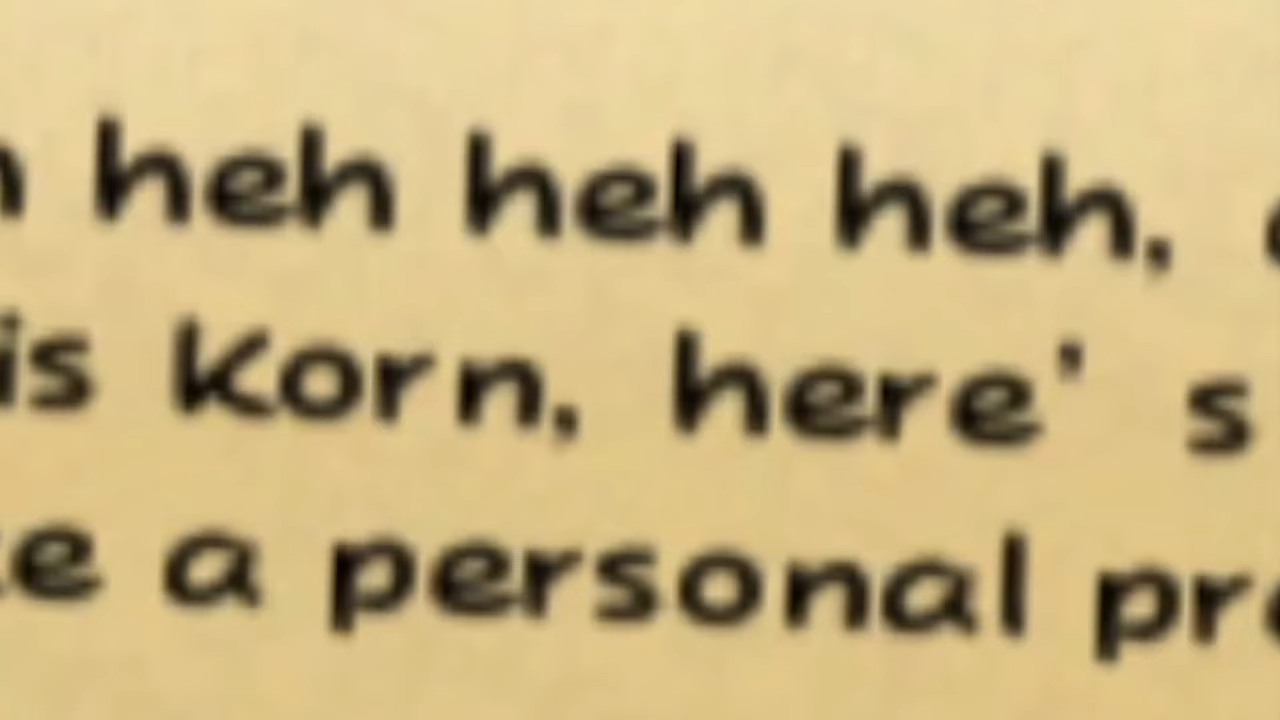 heh heh heh,
is Korn, here' s
a personal